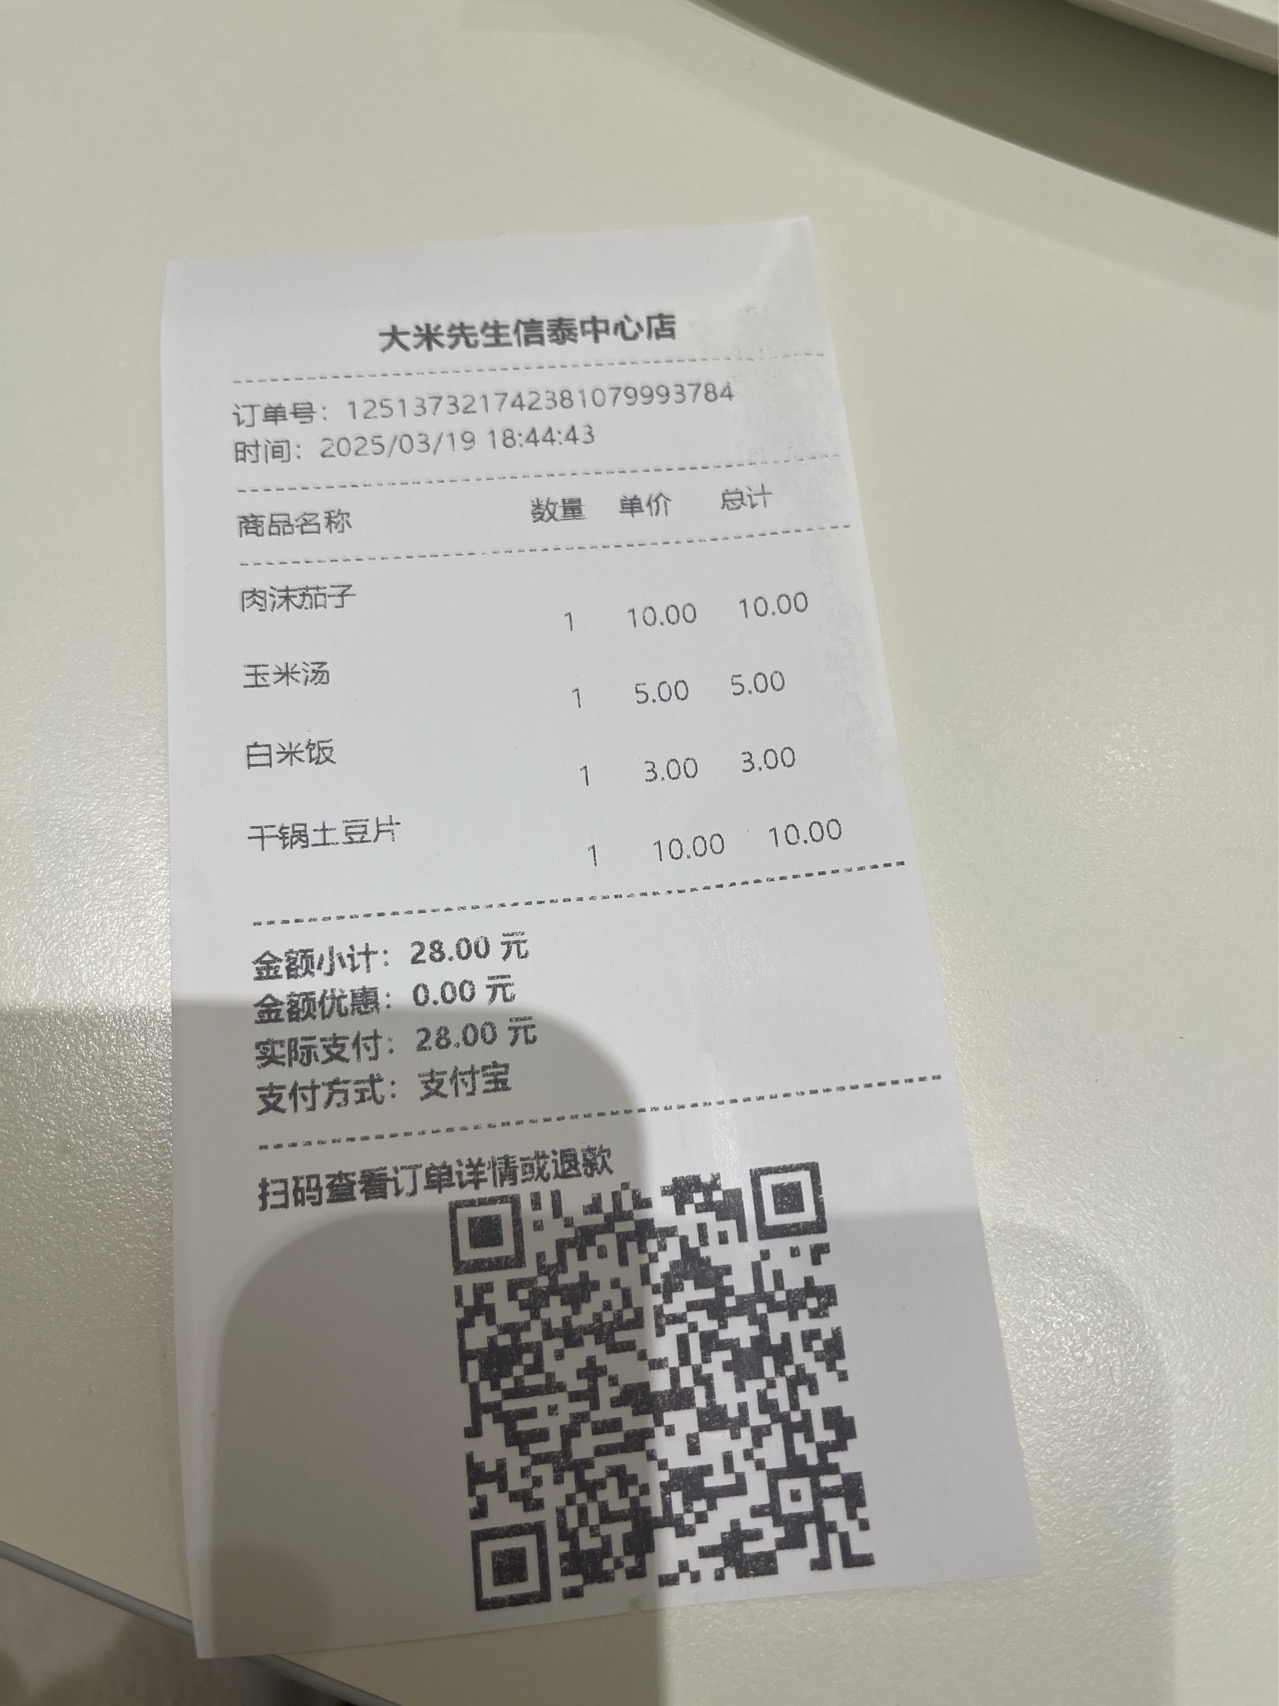 大米先生信泰中心店
订单号：125137321742381079993784
时间：2025/03/19 18:44:43
商品名称 数量 单价 总计
肉沫茄子
1 10.00 10.00
玉米汤
1 5.00 5.00
白米饭
1 3.00 3.00
干锅土豆片
1 10.00 10.00
金额小计：28.00 元
金额优惠：0.00 元
实际支付：28.00 元
支付方式：支付宝
扫码查看订单详情或退款